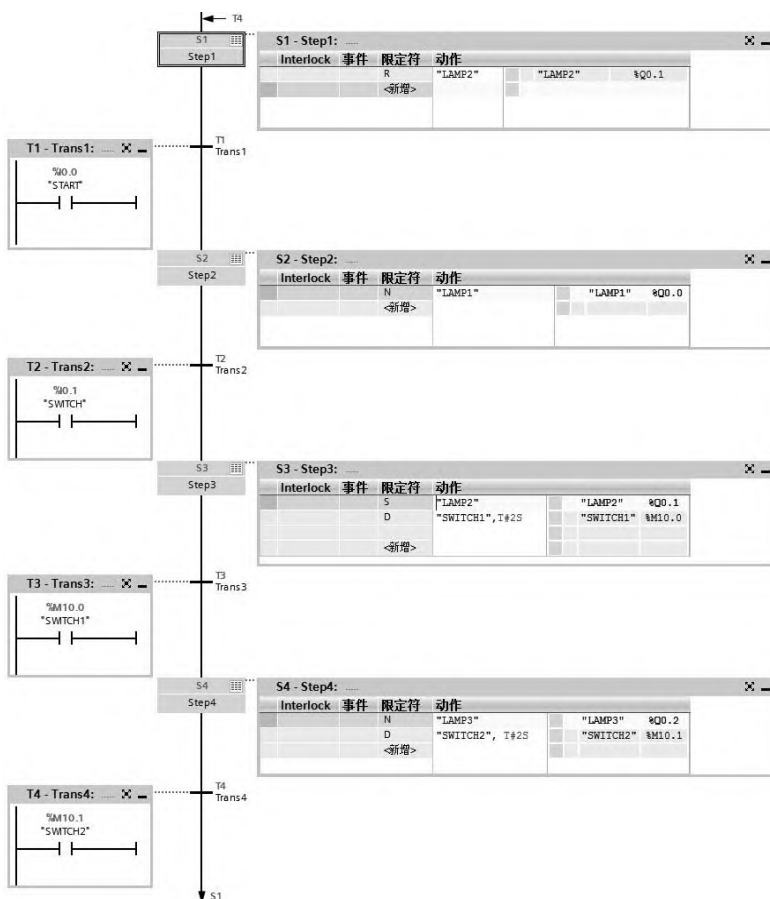 T4
S1
Step1
S1 - Step1: .....
Interlock 事件 限定符 动作
R "LAMP2" "LAMP2" %Q0.1
<新增>
T1 - Trans1: .....
T1
Trans1
%I0.0
"START"
S2
Step2
S2 - Step2: .....
Interlock 事件 限定符 动作
N "LAMP1" "LAMP1" %Q0.0
<新增>
T2 - Trans2: .....
T2
Trans2
%I0.1
"SWITCH"
S3
Step3
S3 - Step3: .....
Interlock 事件 限定符 动作
S "LAMP2" "LAMP2" %Q0.1
D "SWITCH1",T#2S "SWITCH1" %M10.0
<新增>
T3 - Trans3: .....
T3
Trans3
%M10.0
"SWITCH1"
S4
Step4
S4 - Step4: .....
Interlock 事件 限定符 动作
N "LAMP3" "LAMP3" %Q0.2
D "SWITCH2", T#2S "SWITCH2" %M10.1
<新增>
T4 - Trans4: .....
T4
Trans4
%M10.1
"SWITCH2"
S1